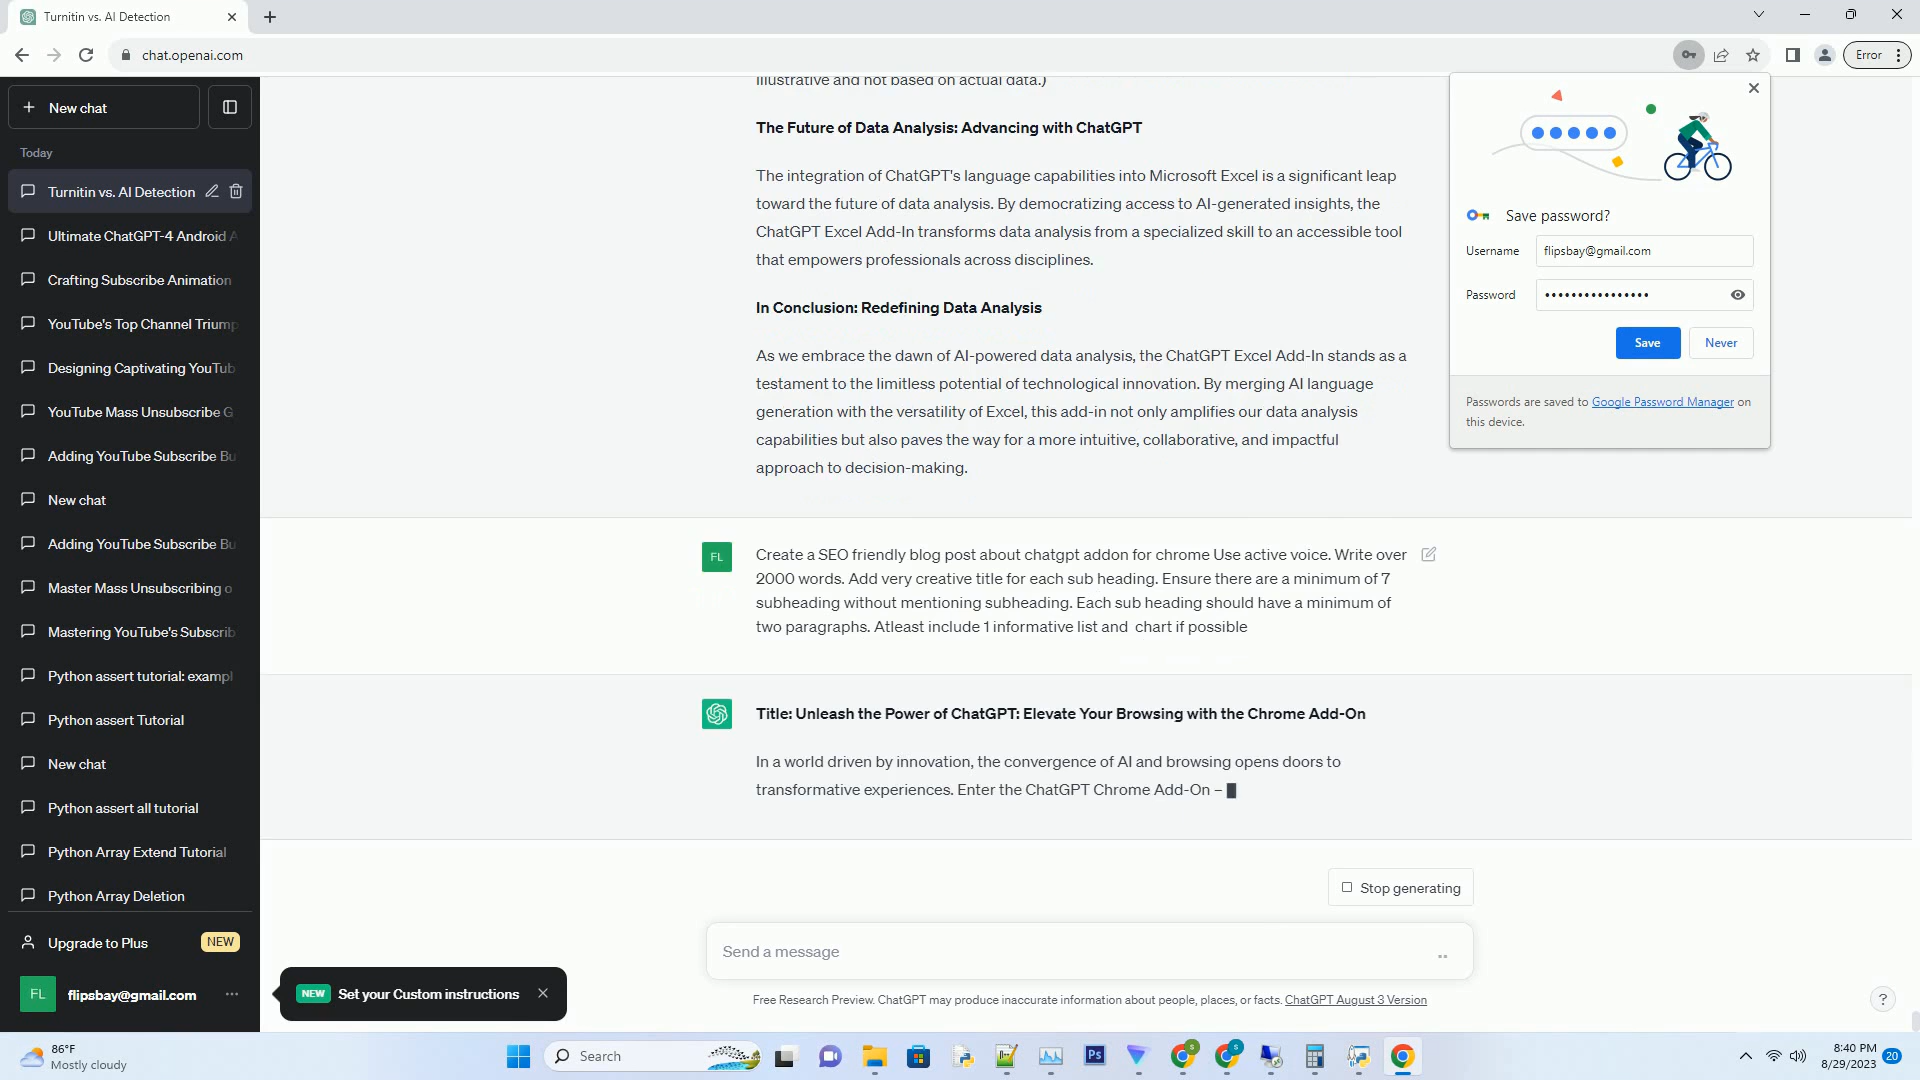 Turnitin vs. AI Detection
chat.openai.com
Error
New chat
Today
Turnitin vs. AI Detection
Ultimate ChatGPT-4 Android A
Crafting Subscribe Animation
YouTube's Top Channel Trium
Designing Captivating YouTub
YouTube Mass Unsubscribe G
Adding YouTube Subscribe Bu
New chat
Adding YouTube Subscribe Bu
Master Mass Unsubscribing o
Mastering YouTube's Subscrib
Python assert tutorial: exampl
Python assert Tutorial
New chat
Python assert all tutorial
Python Array Extend Tutorial
Python Array Deletion
Upgrade to Plus
NEW
FL
flipsbay@gmail.com
illustrative and not based on actual data.)
The Future of Data Analysis: Advancing with ChatGPT
The integration of ChatGPT's language capabilities into Microsoft Excel is a significant leap
toward the future of data analysis. By democratizing access to AI-generated insights, the
ChatGPT Excel Add-In transforms data analysis from a specialized skill to an accessible tool
that empowers professionals across disciplines.
In Conclusion: Redefining Data Analysis
As we embrace the dawn of AI-powered data analysis, the ChatGPT Excel Add-In stands as a
testament to the limitless potential of technological innovation. By merging AI language
generation with the versatility of Excel, this add-in not only amplifies our data analysis
capabilities but also paves the way for a more intuitive, collaborative, and impactful
approach to decision-making.
FL
Create a SEO friendly blog post about chatgpt addon for chrome Use active voice. Write over
2000 words. Add very creative title for each sub heading. Ensure there are a minimum of 7
subheading without mentioning subheading. Each sub heading should have a minimum of
two paragraphs. Atleast include 1 informative list and chart if possible
Title: Unleash the Power of ChatGPT: Elevate Your Browsing with the Chrome Add-On
In a world driven by innovation, the convergence of AI and browsing opens doors to
transformative experiences. Enter the ChatGPT Chrome Add-On –
Stop generating
Send a message
Free Research Preview. ChatGPT may produce inaccurate information about people, places, or facts. ChatGPT August 3 Version
NEW Set your Custom instructions
?
Save password?
Username flipsbay@gmail.com
Password
Save Never
Passwords are saved to Google Password Manager on
this device.
86°F
Mostly cloudy
Search
Ps
S
S
8:40 PM
8/29/2023
20